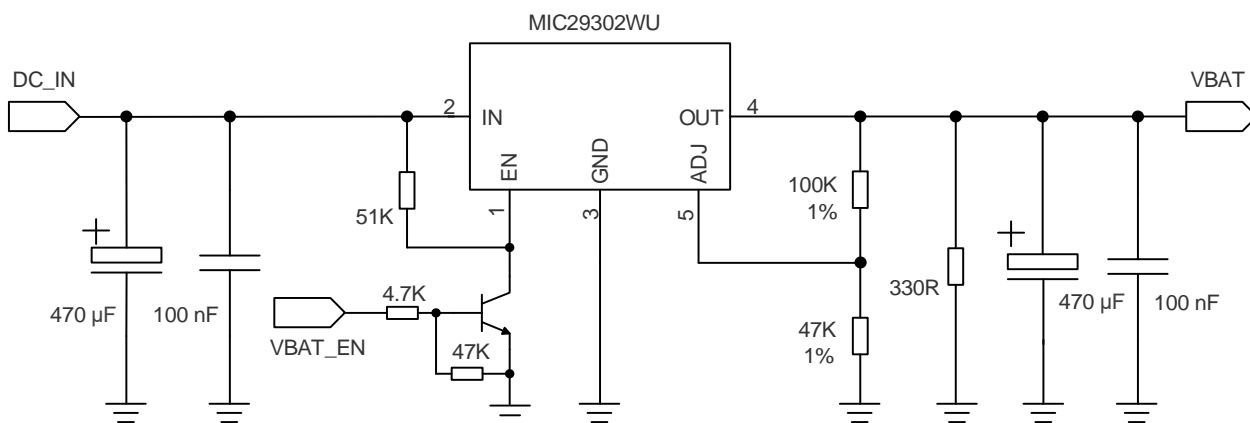 MIC29302WU
DC_IN
VBAT
2
IN
OUT
4
EN
GND
ADJ
1
3
5
51K
100K
1%
470 µF
100 nF
4.7K
VBAT_EN
47K
330R
47K
1%
470 µF
100 nF